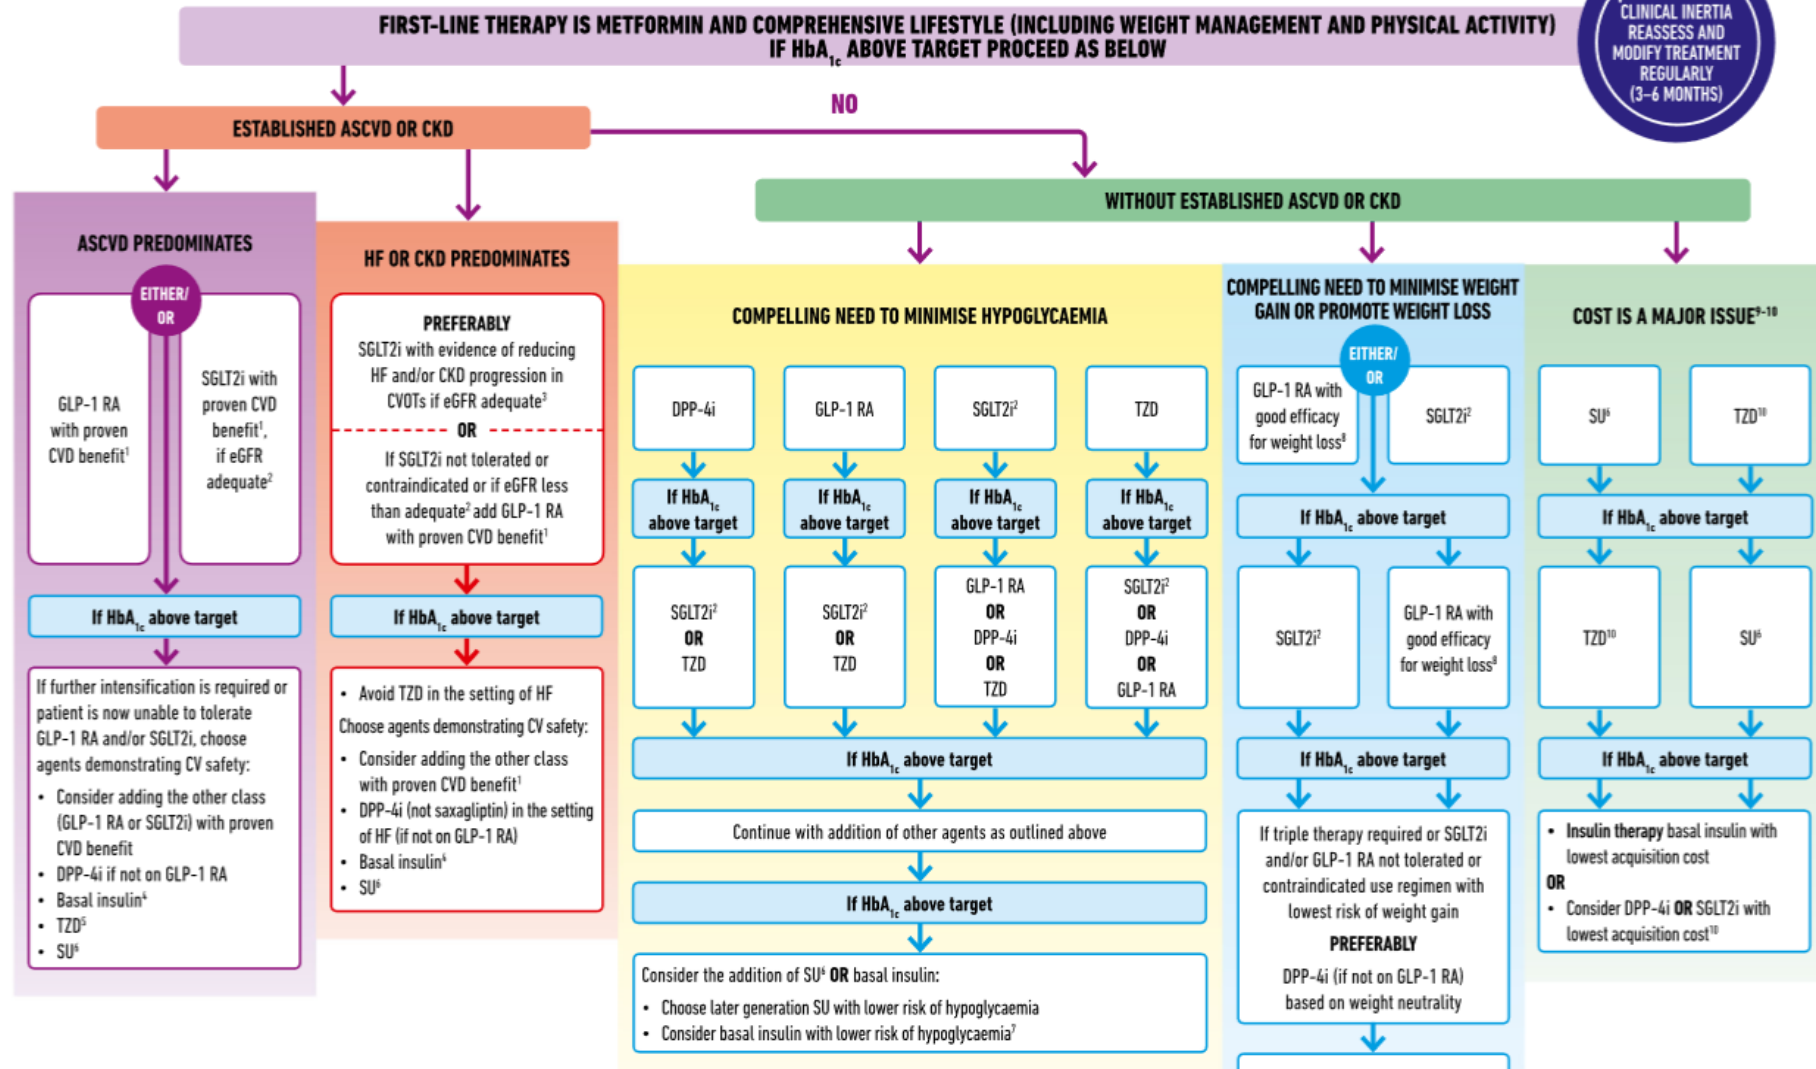 FIRST-LINE THERAPY IS METFORMIN AND COMPREHENSIVE LIFESTYLE (INCLUDING WEIGHT MANAGEMENT AND PHYSICAL ACTIVITY)
IF HbA1c ABOVE TARGET PROCEED AS BELOW
CLINICAL INERTIA
REASSESS AND
MODIFY TREATMENT
REGULARLY
(3–6 MONTHS)
NO
ESTABLISHED ASCVD OR CKD
WITHOUT ESTABLISHED ASCVD OR CKD
ASCVD PREDOMINATES
EITHER/
OR
GLP-1 RA
with proven
CVD benefit¹
SGLT2i with
proven CVD
benefit¹,
if eGFR
adequate²
If HbA1c above target
If further intensification is required or
patient is now unable to tolerate
GLP-1 RA and/or SGLT2i, choose
agents demonstrating CV safety:
• Consider adding the other class
(GLP-1 RA or SGLT2i) with proven
CVD benefit
• DPP-4i if not on GLP-1 RA
• Basal insulin⁴
• TZD⁵
• SU⁶
HF OR CKD PREDOMINATES
PREFERABLY
SGLT2i with evidence of reducing
HF and/or CKD progression in
CVOTs if eGFR adequate³
OR
If SGLT2i not tolerated or
contraindicated or if eGFR less
than adequate² add GLP-1 RA
with proven CVD benefit¹
If HbA1c above target
• Avoid TZD in the setting of HF
Choose agents demonstrating CV safety:
• Consider adding the other class
with proven CVD benefit¹
• DPP-4i (not saxagliptin) in the setting
of HF (if not on GLP-1 RA)
• Basal insulin⁴
• SU⁶
COMPELLING NEED TO MINIMISE HYPOGLYCAEMIA
DPP-4i
If HbA1c
above target
SGLT2i²
OR
TZD
GLP-1 RA
If HbA1c
above target
SGLT2i²
OR
TZD
SGLT2i²
If HbA1c
above target
GLP-1 RA
OR
DPP-4i
OR
TZD
TZD
If HbA1c
above target
SGLT2i²
OR
DPP-4i
OR
GLP-1 RA
If HbA1c above target
Continue with addition of other agents as outlined above
If HbA1c above target
Consider the addition of SU⁶ OR basal insulin:
• Choose later generation SU with lower risk of hypoglycaemia
• Consider basal insulin with lower risk of hypoglycaemia⁷
COMPELLING NEED TO MINIMISE WEIGHT
GAIN OR PROMOTE WEIGHT LOSS
EITHER/
OR
GLP-1 RA with
good efficacy
for weight loss⁸
SGLT2i²
If HbA1c above target
SGLT2i²
GLP-1 RA with
good efficacy
for weight loss⁸
If HbA1c above target
If triple therapy required or SGLT2i
and/or GLP-1 RA not tolerated or
contraindicated use regimen with
lowest risk of weight gain
PREFERABLY
DPP-4i (if not on GLP-1 RA)
based on weight neutrality
COST IS A MAJOR ISSUE⁹⁻¹⁰
SU⁶
TZD¹⁰
If HbA1c above target
TZD¹⁰
SU⁶
If HbA1c above target
• Insulin therapy basal insulin with
lowest acquisition cost
OR
• Consider DPP-4i OR SGLT2i with
lowest acquisition cost¹⁰